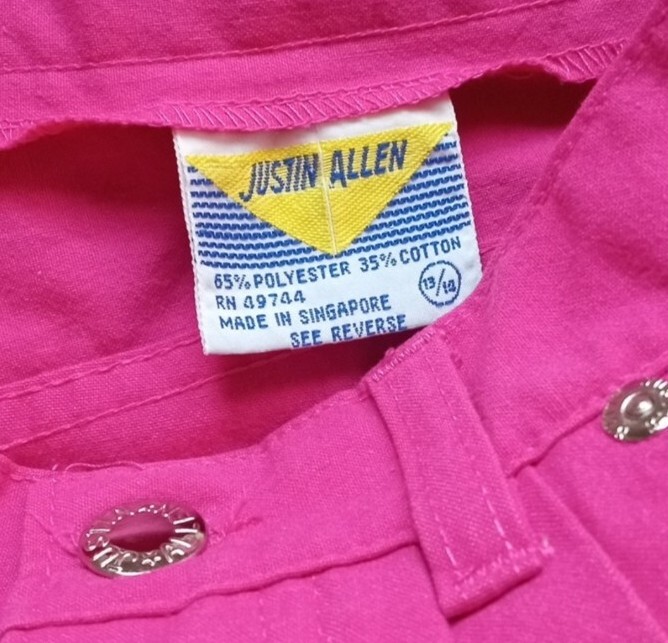 JUSTIN ALLEN
65% POLYESTER 35% COTTON
RN 49744
13/14
MADE IN SINGAPORE
SEE REVERSE